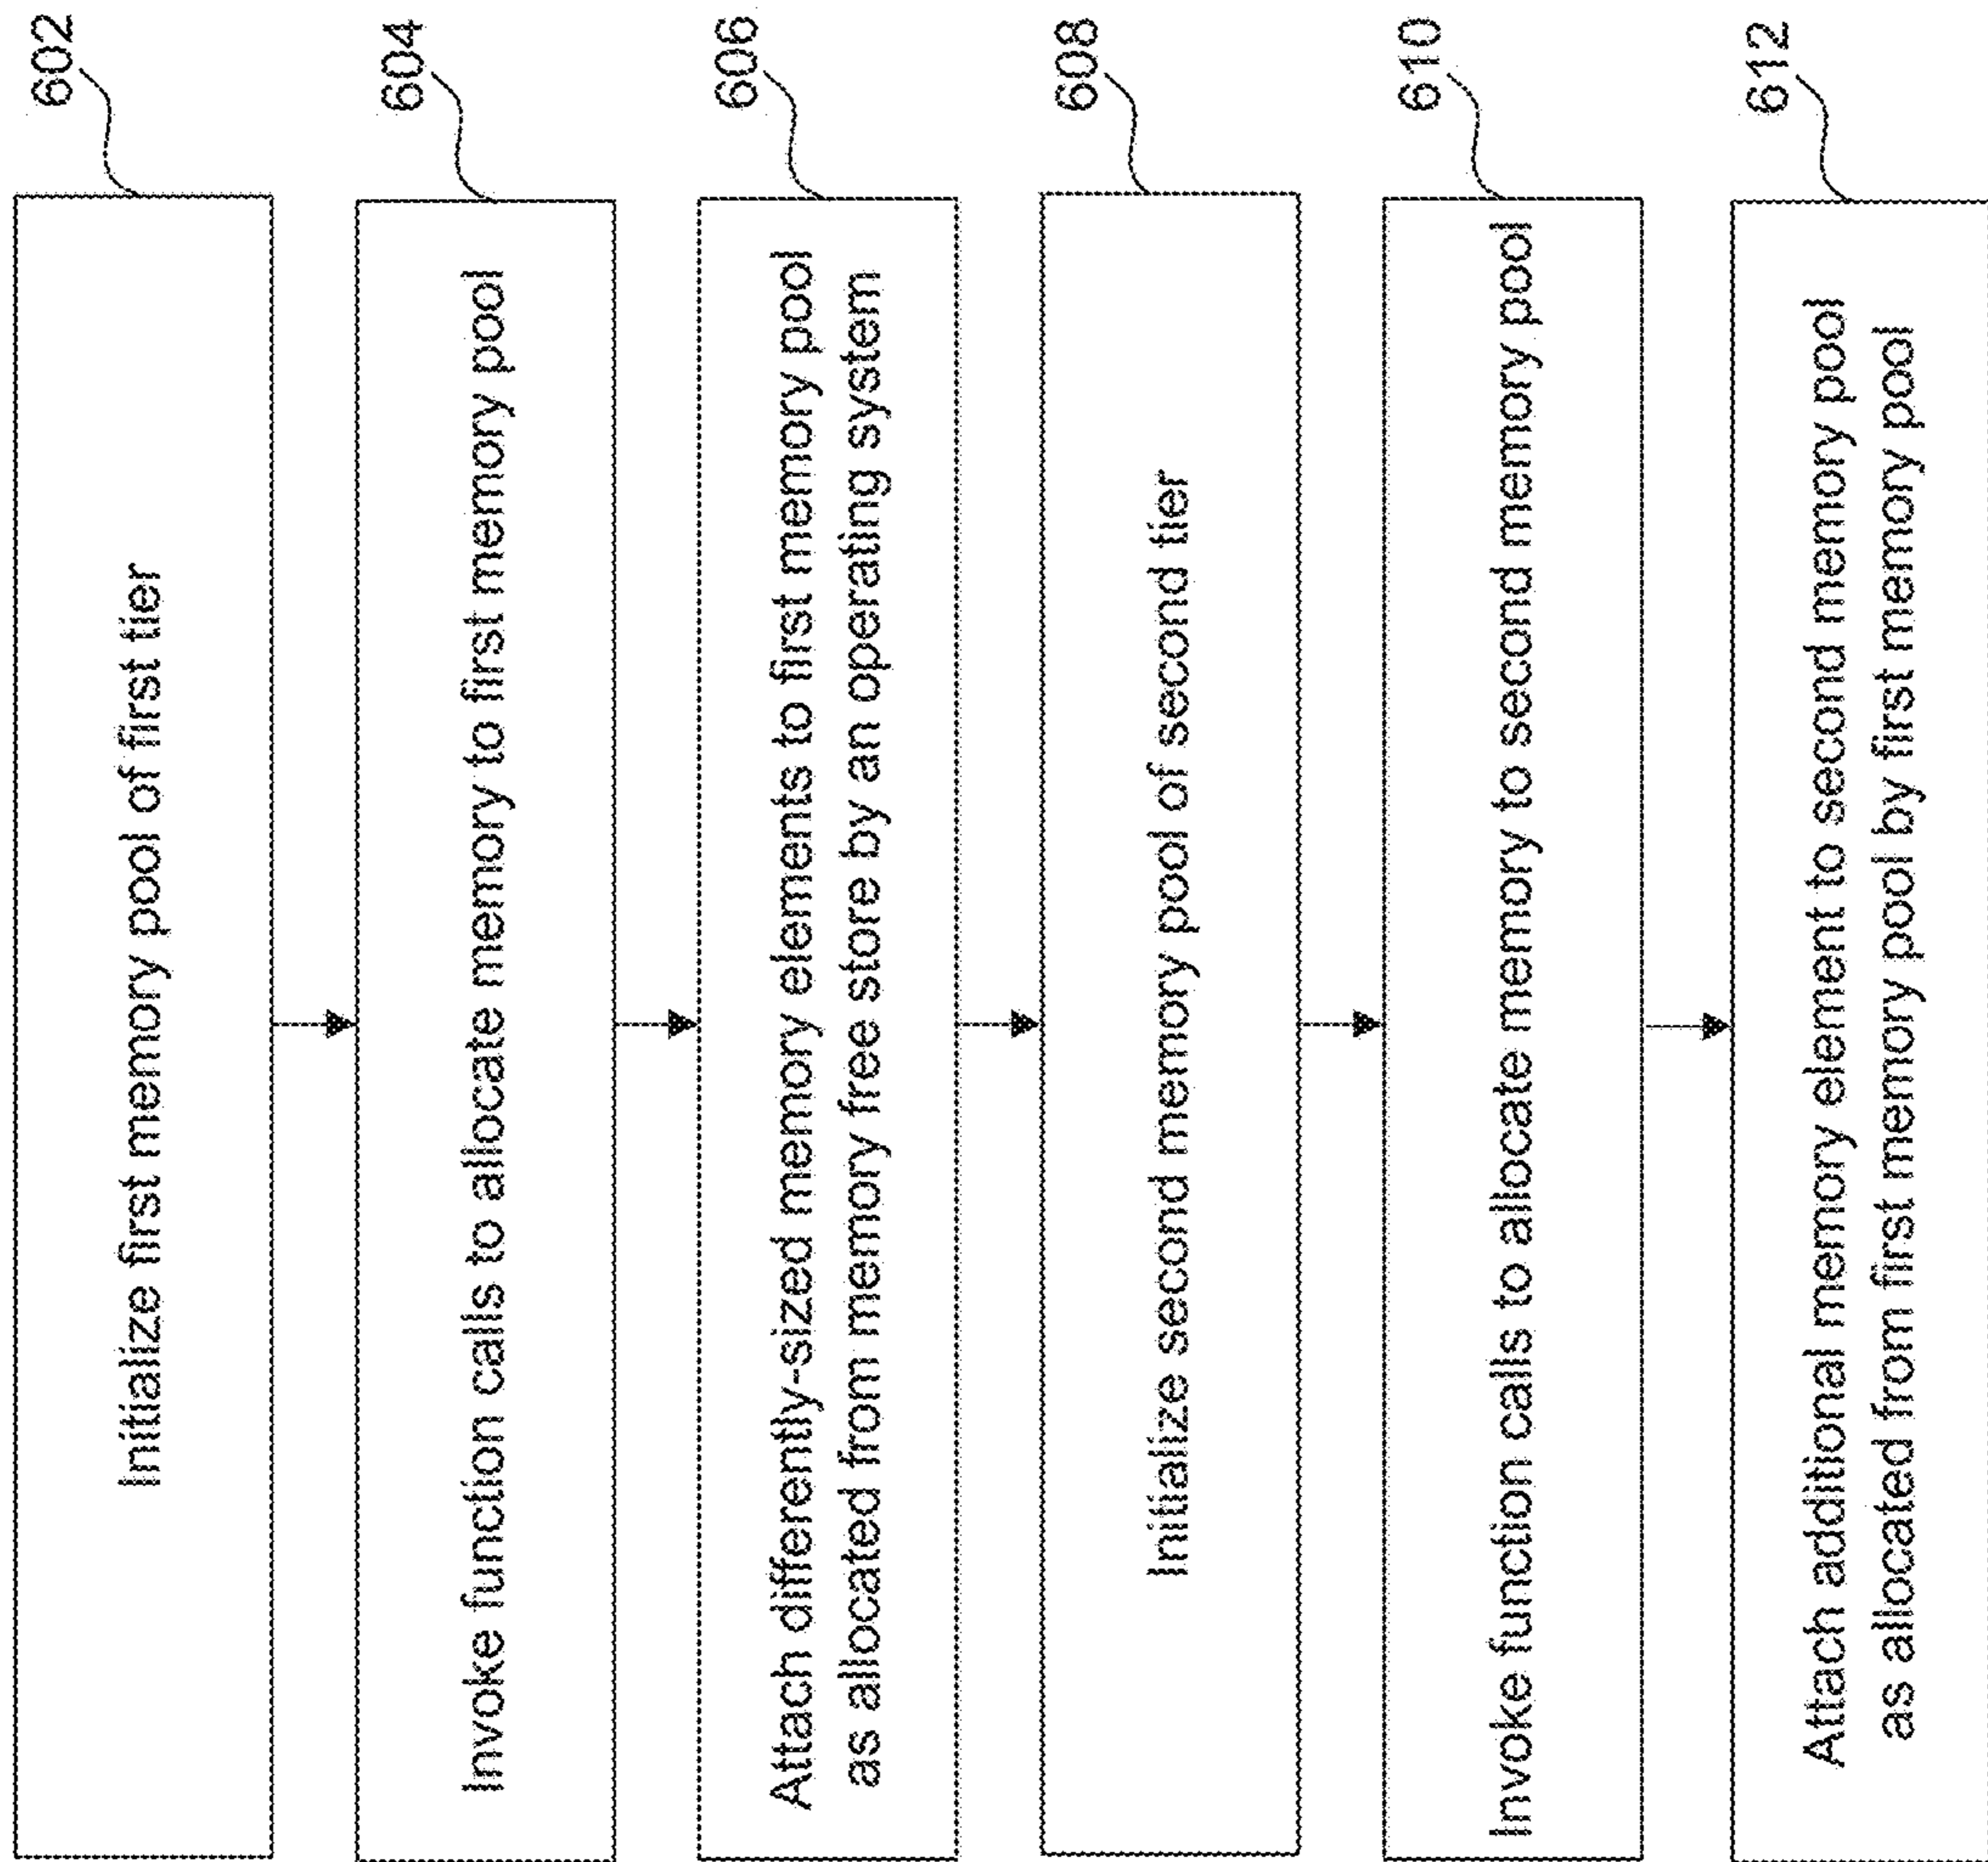 602
Initialize first memory pool of first tier
604
Invoke function calls to allocate memory to first memory pool
606
Attach differently-sized memory elements to first memory pool
as allocated from memory free store by an operating system
608
Initialize second memory pool of second tier
610
Invoke function calls to allocate memory to second memory pool
612
Attach additional memory element to second memory pool
as allocated from first memory pool by first memory pool